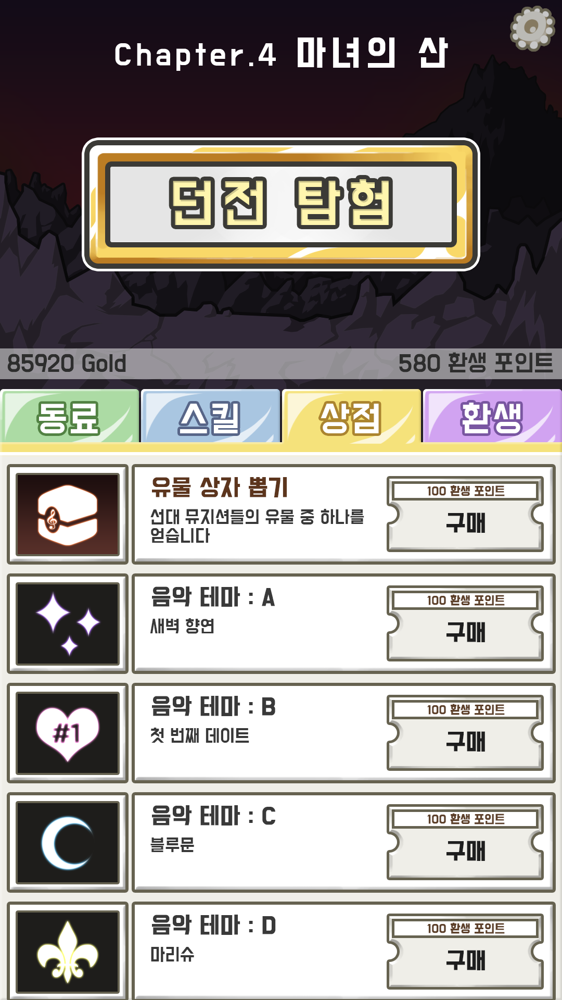 Chapter.4 마녀의 산
던전 탐험
85920 Gold
580 환생 포인트
동료
스킬
상점
환생
유물 상자 뽑기
선대 뮤지션들의 유물 중 하나를
얻습니다
100 환생 포인트
구매
음악 테마 : A
새벽 향연
100 환생 포인트
구매
#1
음악 테마 : B
첫 번째 데이트
100 환생 포인트
구매
음악 테마 : C
블루문
100 환생 포인트
구매
음악 테마 : D
마리슈
100 환생 포인트
구매